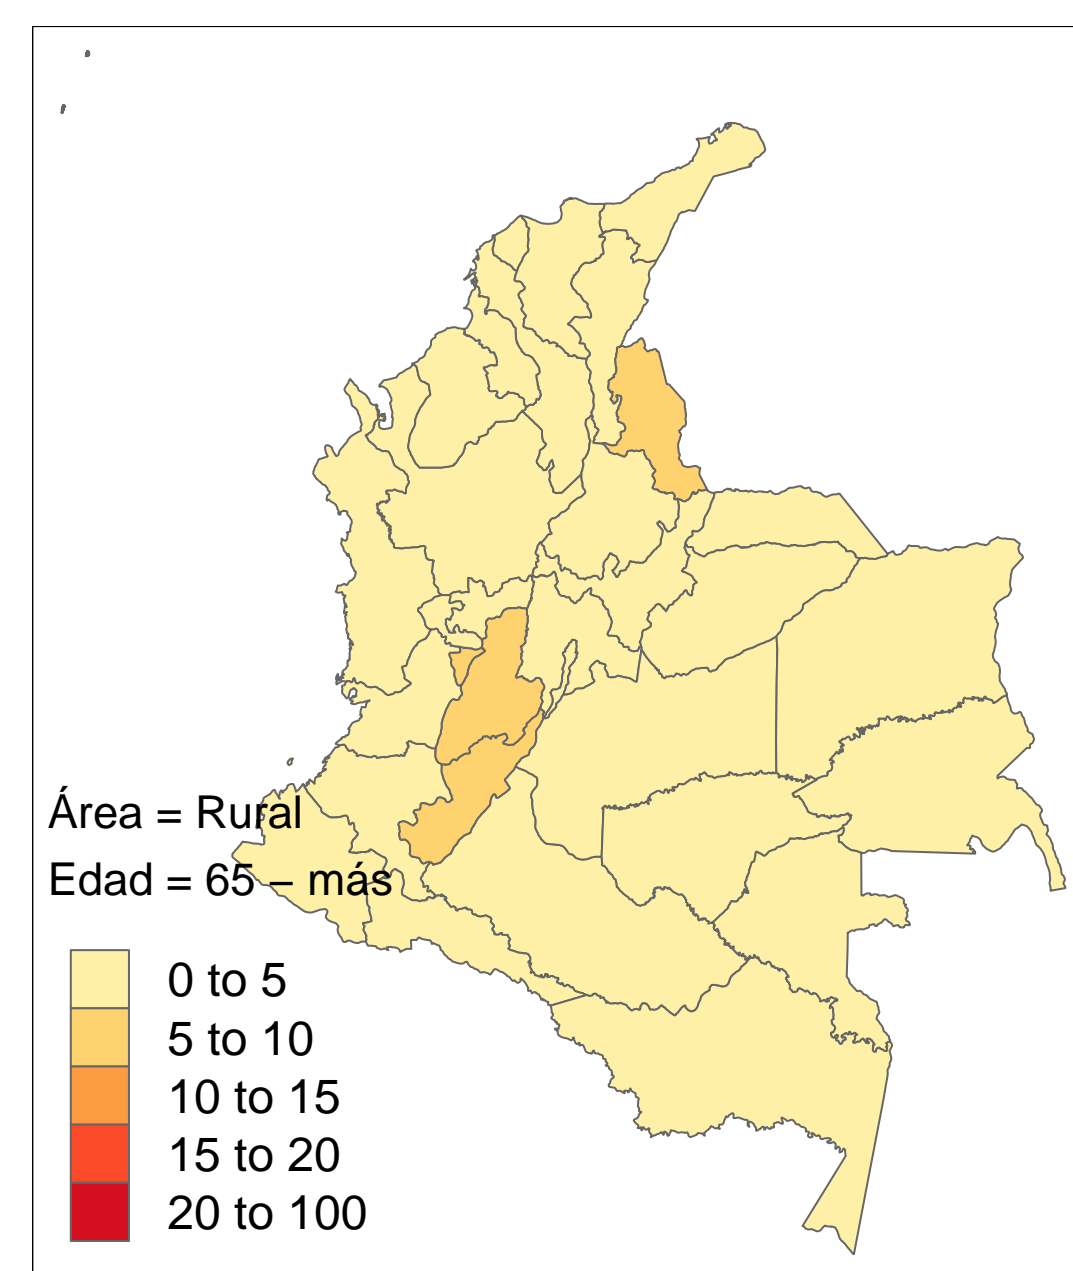 Área = Rural
Edad = 65 – más
0 to 5
5 to 10
10 to 15
15 to 20
20 to 100